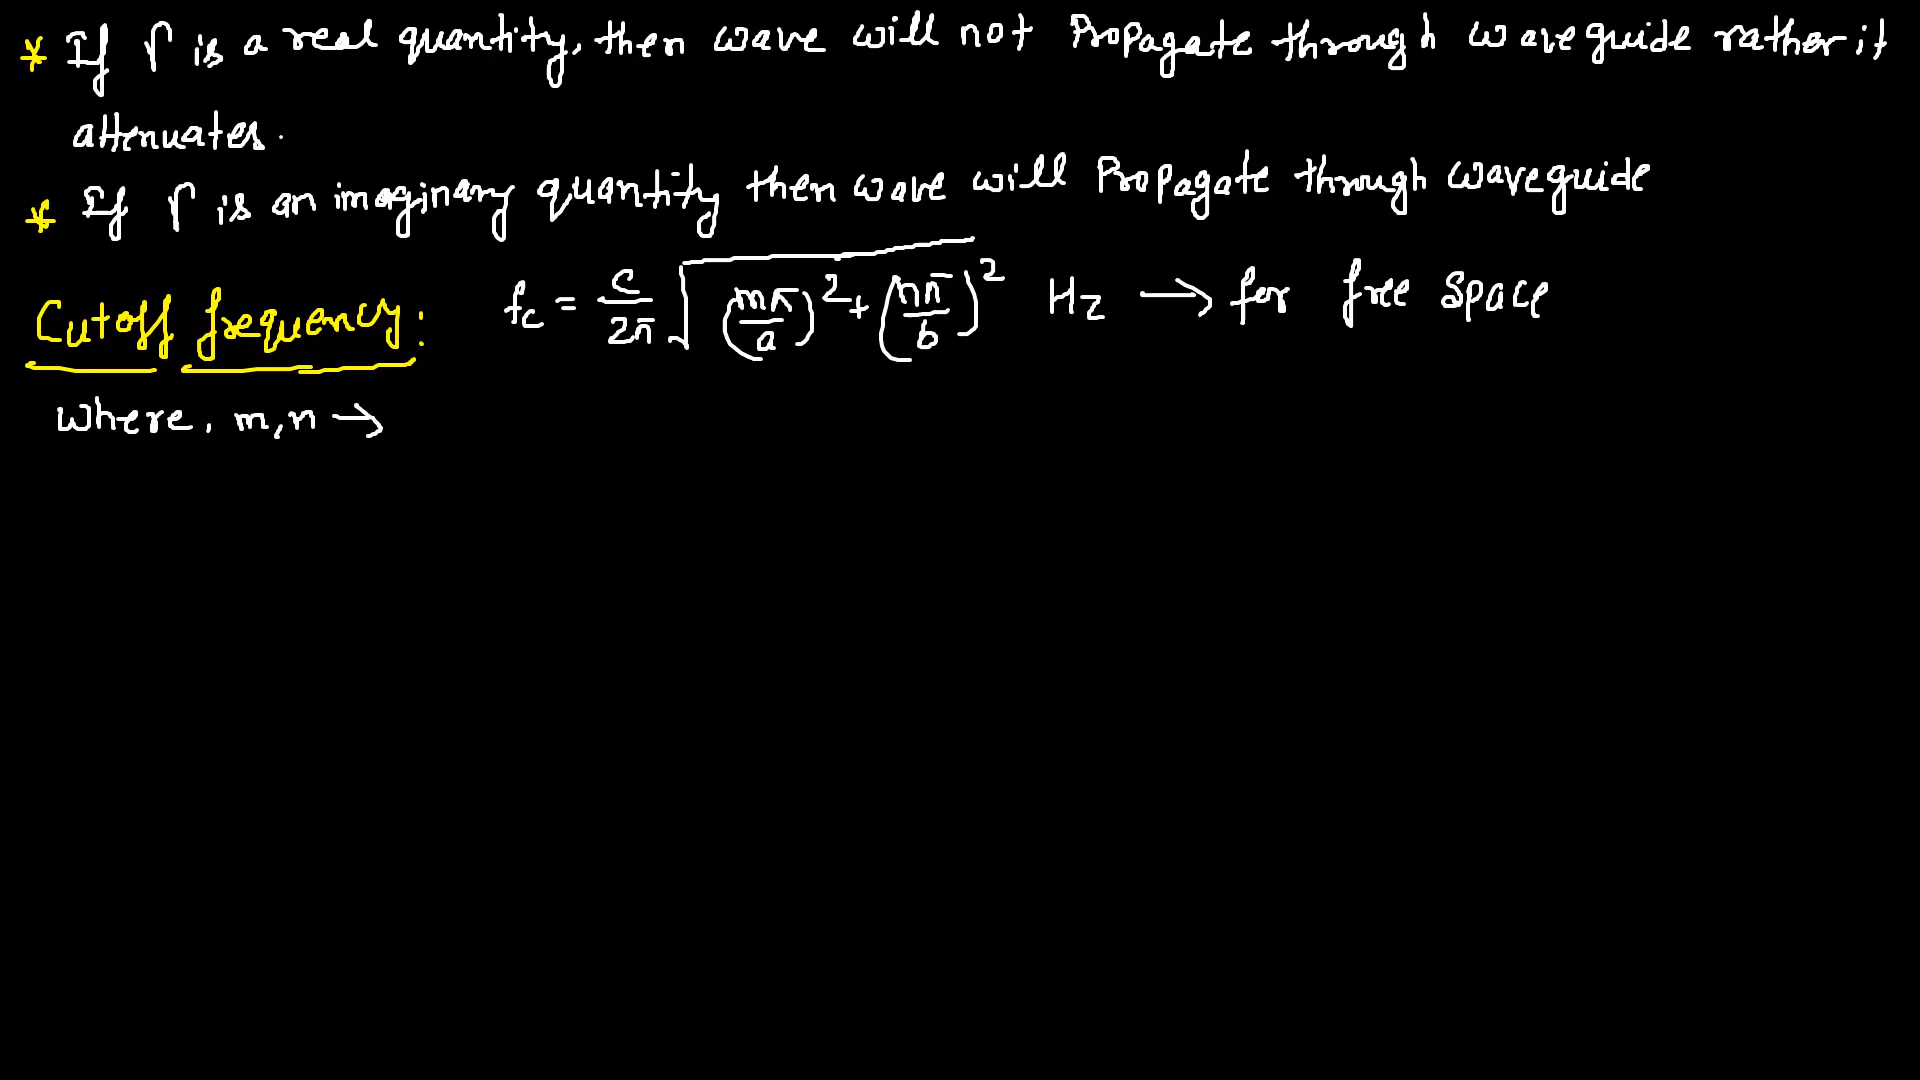 * If γ is a real quantity, then wave will not Propagate through waveguide rather it
attenuates.
* If γ is an imaginary quantity then wave will Propagate through waveguide
Cutoff frequency: fc = c/2π √((mπ/a)² + (nπ/b)²) Hz → for free space
where, m,n →